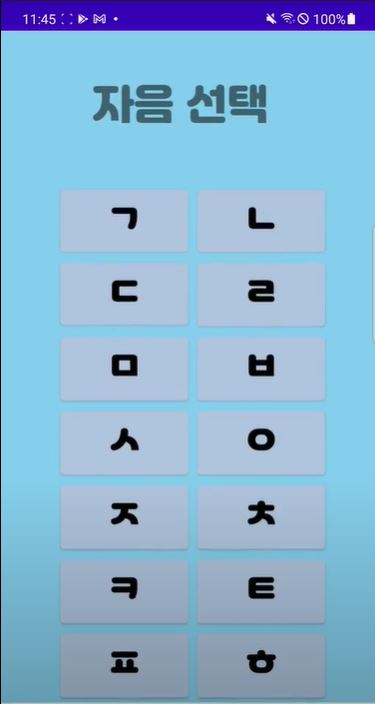 11:45 100%
자음 선택
ㄱ ㄴ
ㄷ ㄹ
ㅁ ㅂ
ㅅ ㅇ
ㅈ ㅊ
ㅋ ㅌ
ㅍ ㅎ